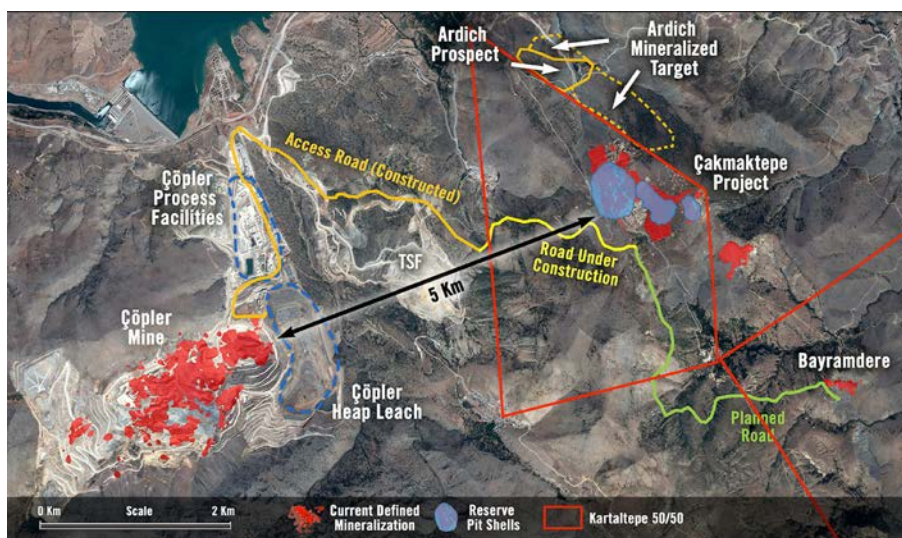 Ardich
Prospect
Ardich
Mineralized
Target
Access Road (Constructed)
Çöpler
Process
Facilities
Çakmaktepe
Project
TSF
Road Under
Construction
5 Km
Çöpler
Mine
Bayramdere
Çöpler
Heap Leach
Planned
Road
0 Km
Scale
2 Km
Current Defined
Mineralization
Reserve
Pit Shells
Kartaltepe 50/50